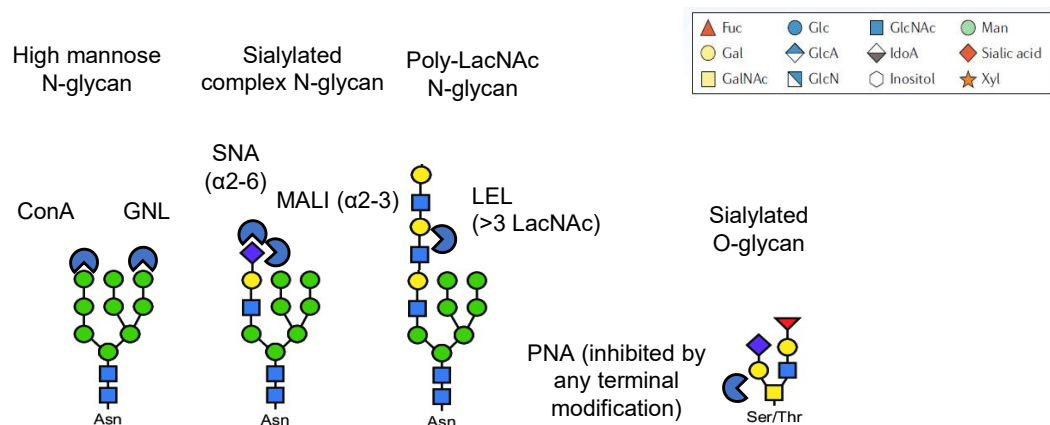 High mannose
N-glycan
Sialylated
complex N-glycan
Poly-LacNAc
N-glycan
Fuc
Glc
GlcNAc
Man
Gal
GlcA
IdoA
Sialic acid
GalNAc
GlcN
Inositol
Xyl
ConA
GNL
SNA
(α2-6)
MALI (α2-3)
LEL
(>3 LacNAc)
Sialylated
O-glycan
PNA (inhibited by
any terminal
modification)
Asn
Asn
Asn
Ser/Thr